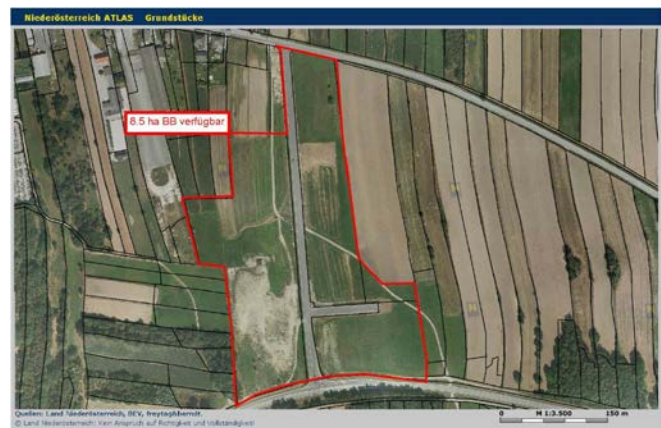 Niederösterreich ATLAS Grundstücke
8.5 ha BB verfügbar
Quellen: Land Niederösterreich, BEV, freytag&berndt.
© Land Niederösterreich: Kein Anspruch auf Richtigkeit und Vollständigkeit!
0 M 1:3.500 150 m